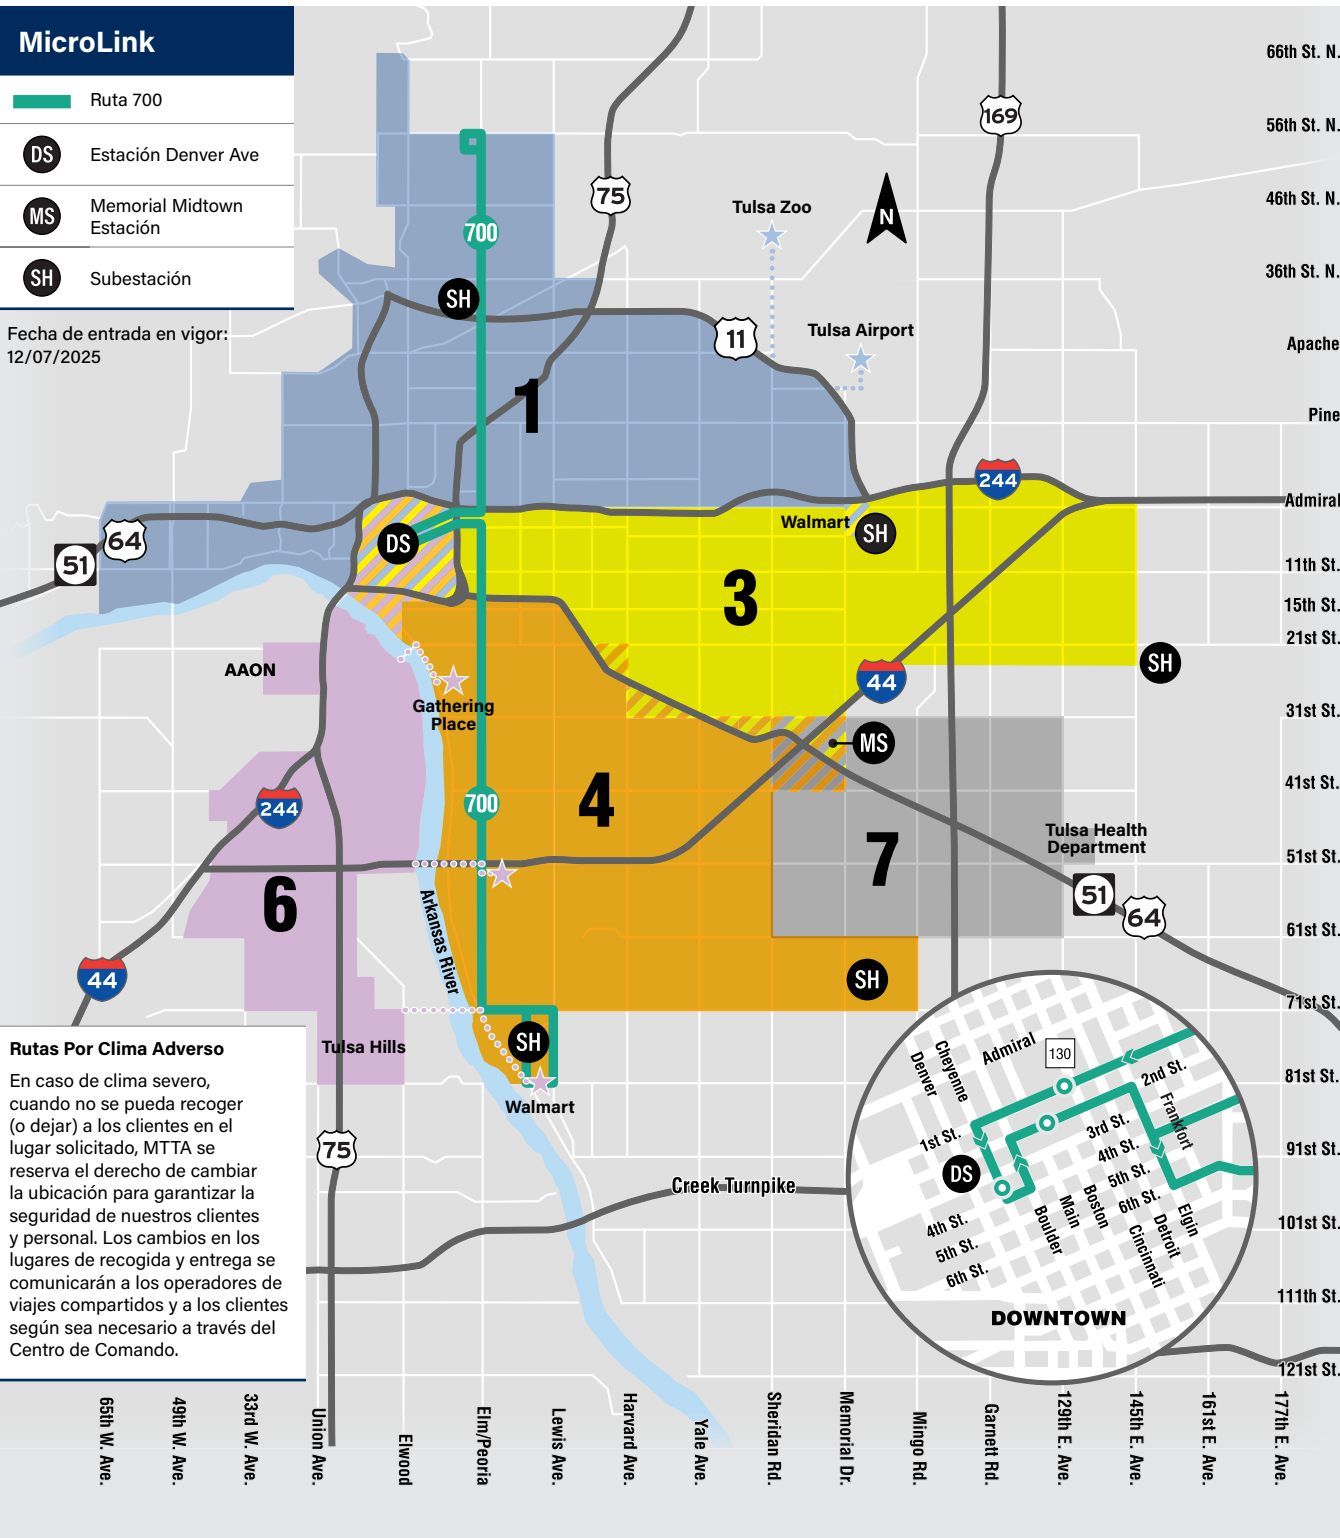 MicroLink
Ruta 700
DS
Estación Denver Ave
MS
Memorial Midtown
Estación
SH
Subestación
Fecha de entrada en vigor:
12/07/2025
66th St. N.
56th St. N.
46th St. N.
36th St. N.
Apache
Pine
Admiral
11th St.
15th St.
21st St.
31st St.
41st St.
51st St.
61st St.
71st St.
81st St.
91st St.
101st St.
111th St.
121st St.
169
75
700
N
Tulsa Zoo
SH
11
Tulsa Airport
1
244
Walmart
SH
DS
64
51
3
SH
44
AAON
Gathering
Place
MS
244
700
4
7
Tulsa Health
Department
51
64
6
Arkansas River
44
SH
Tulsa Hills
SH
Walmart
75
Creek Turnpike
Rutas Por Clima Adverso
En caso de clima severo,
cuando no se pueda recoger
(o dejar) a los clientes en el
lugar solicitado, MTTA se
reserva el derecho de cambiar
la ubicación para garantizar la
seguridad de nuestros clientes
y personal. Los cambios en los
lugares de recogida y entrega se
comunicarán a los operadores de
viajes compartidos y a los clientes
según sea necesario a través del
Centro de Comando.
Denver
Cheyenne
Admiral
130
2nd St.
Frankfort
1st St.
3rd St.
4th St.
5th St.
6th St.
DS
Boulder
Main
Boston
Cincinnati
Detroit
Elgin
4th St.
5th St.
6th St.
DOWNTOWN
65th W. Ave.
49th W. Ave.
33rd W. Ave.
Union Ave.
Elwood
Elm/Peoria
Lewis Ave.
Harvard Ave.
Yale Ave.
Sheridan Rd.
Memorial Dr.
Mingo Rd.
Garnett Rd.
129th E. Ave.
145th E. Ave.
161st E. Ave.
177th E. Ave.